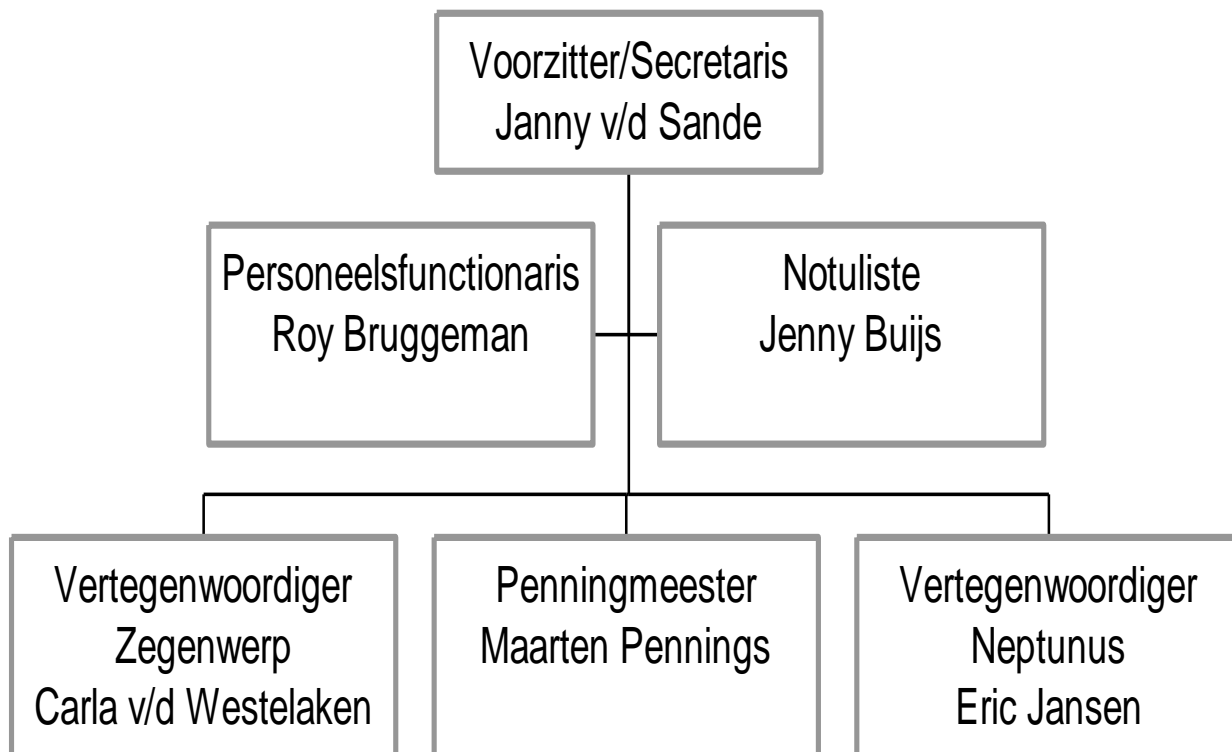 Voorzitter/Secretaris
Janny v/d Sande
Personeelsfunctionaris
Roy Bruggeman
Notuliste
Jenny Buijs
Vertegenwoordiger
Zegenwerp
Carla v/d Westelaken
Penningmeester
Maarten Pennings
Vertegenwoordiger
Neptunus
Eric Jansen